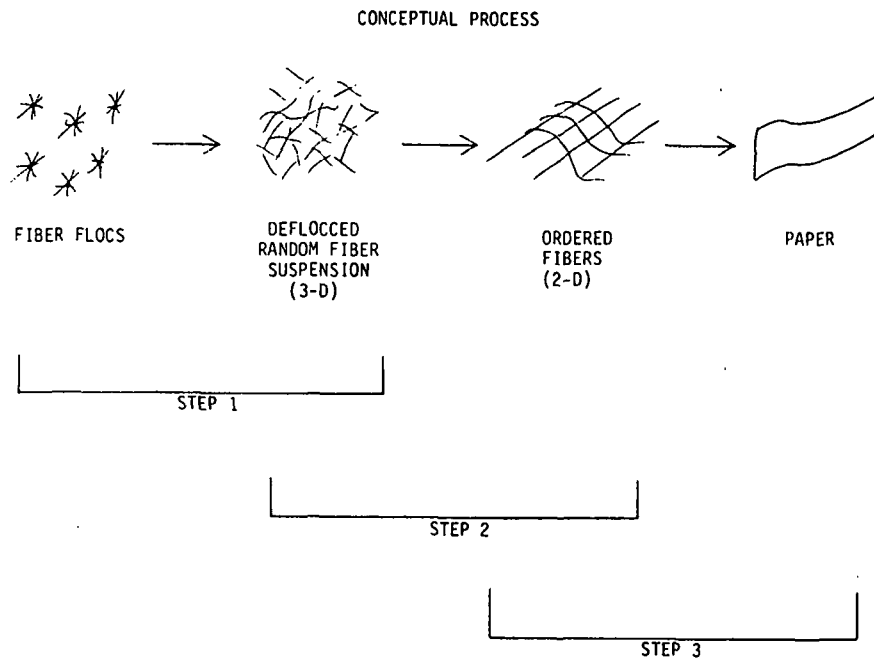 CONCEPTUAL PROCESS
FIBER FLOCS
DEFLOCCED
RANDOM FIBER
SUSPENSION
(3-D)
ORDERED
FIBERS
(2-D)
PAPER
STEP 1
STEP 2
STEP 3